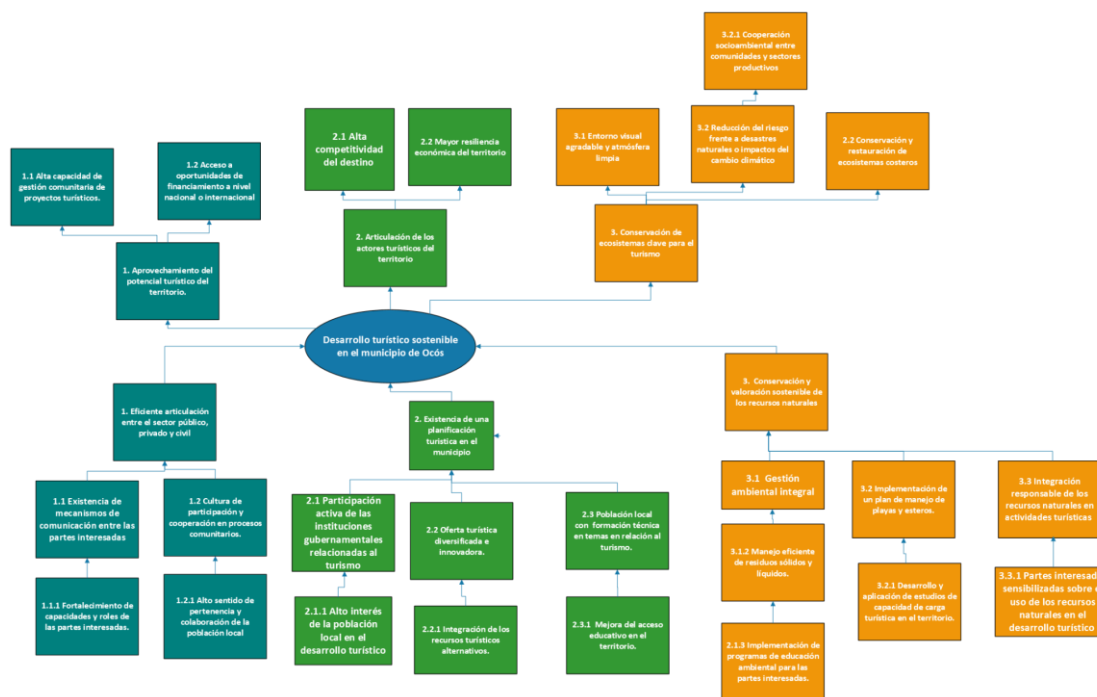 3.2.1 Cooperación
socioambiental entre
comunidades y sectores
productivos
2.1 Alta
competitividad
del destino
2.2 Mayor resiliencia
económica del territorio
3.1 Entorno visual
agradable y atmósfera
limpia
3.2 Reducción del riesgo
frente a desastres
naturales o impactos del
cambio climático
2.2 Conservación y
restauración de
ecosistemas costeros
1.1 Alta capacidad de
gestión comunitaria de
proyectos turísticos.
1.2 Acceso a
oportunidades de
financiamiento a nivel
nacional o internacional
1. Aprovechamiento del
potencial turístico del
territorio.
2. Articulación de los
actores turísticos del
territorio
3. Conservación de
ecosistemas clave para el
turismo
Desarrollo turístico sostenible
en el municipio de Ocós
1. Eficiente articulación
entre el sector público,
privado y civil
2. Existencia de una
planificación
turística en el
municipio
3. Conservación y
valoración sostenible de
los recursos naturales
1.1 Existencia de
mecanismos de
comunicación entre las
partes interesadas
1.2 Cultura de
participación y
cooperación en procesos
comunitarios.
2.1 Participación
activa de las
instituciones
gubernamentales
relacionadas al
turismo
2.2 Oferta turística
diversificada e
innovadora.
2.3 Población local
con formación técnica
en temas en relación al
turismo.
3.1 Gestión
ambiental integral
3.2 Implementación de
un plan de manejo de
playas y esteros.
3.3 Integración
responsable de los
recursos naturales en
actividades turísticas
1.1.1 Fortalecimiento de
capacidades y roles de
las partes interesadas.
1.2.1 Alto sentido de
pertenencia y
colaboración de la
población local
2.1.1 Alto interés
de la población
local en el
desarrollo turístico
2.2.1 Integración de los
recursos turísticos
alternativos.
2.3.1 Mejora del acceso
educativo en el
territorio.
3.1.2 Manejo eficiente
de residuos sólidos y
líquidos.
3.2.1 Desarrollo y
aplicación de estudios de
capacidad de carga
turística en el territorio.
3.3.1 Partes
sensibilizadas sobre
uso de los recursos
naturales en el
desarrollo turístico
2.1.3 Implementación de
programas de educación
ambiental para las
partes interesadas.